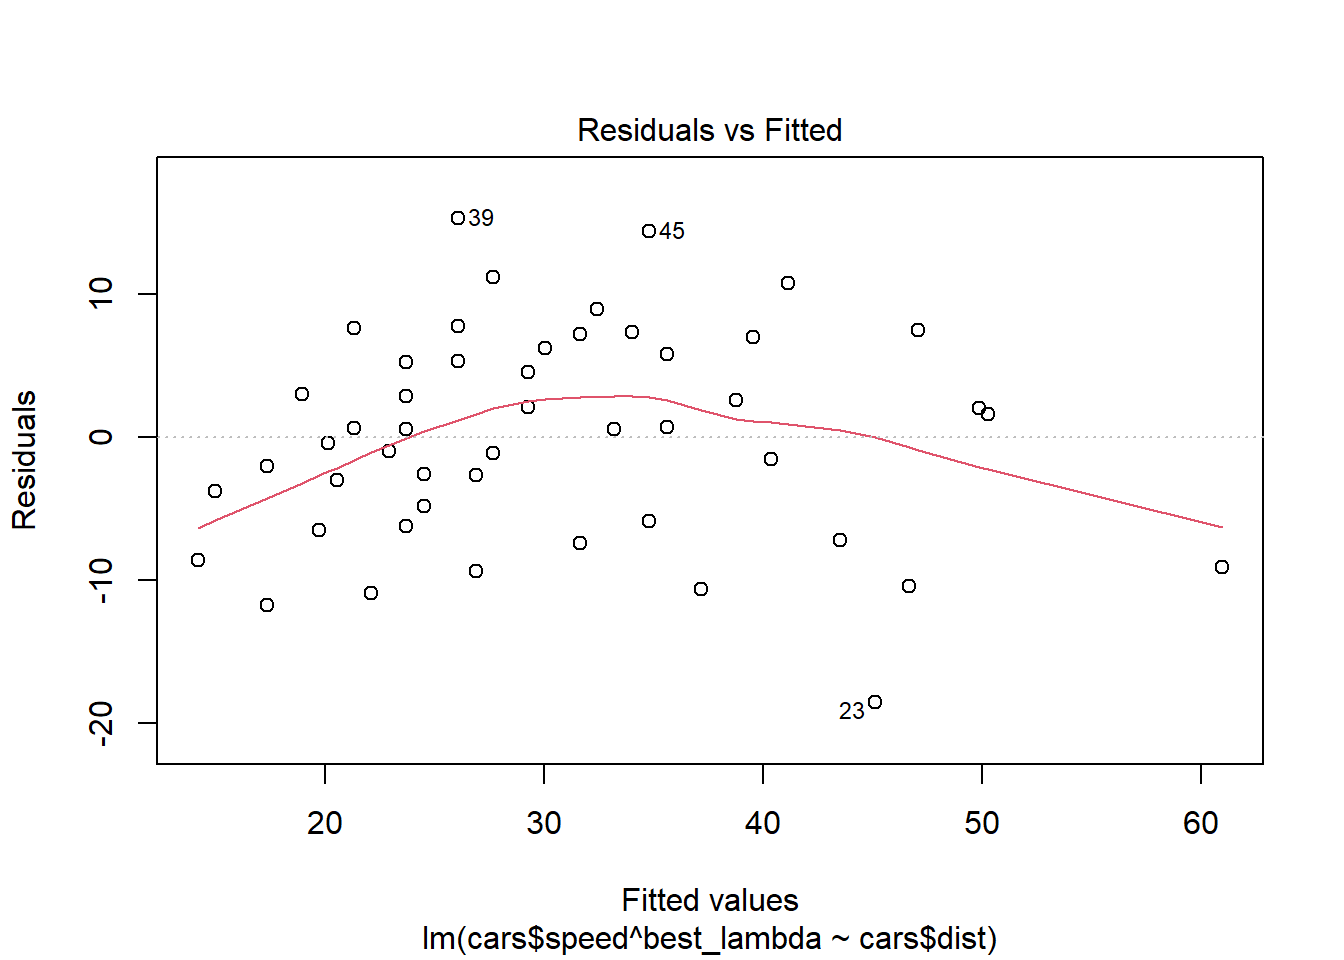 Residuals vs Fitted
39
45
23
10
0
-10
-20
Residuals
20 30 40 50 60
Fitted values
lm(cars$speed^best_lambda ~ cars$dist)